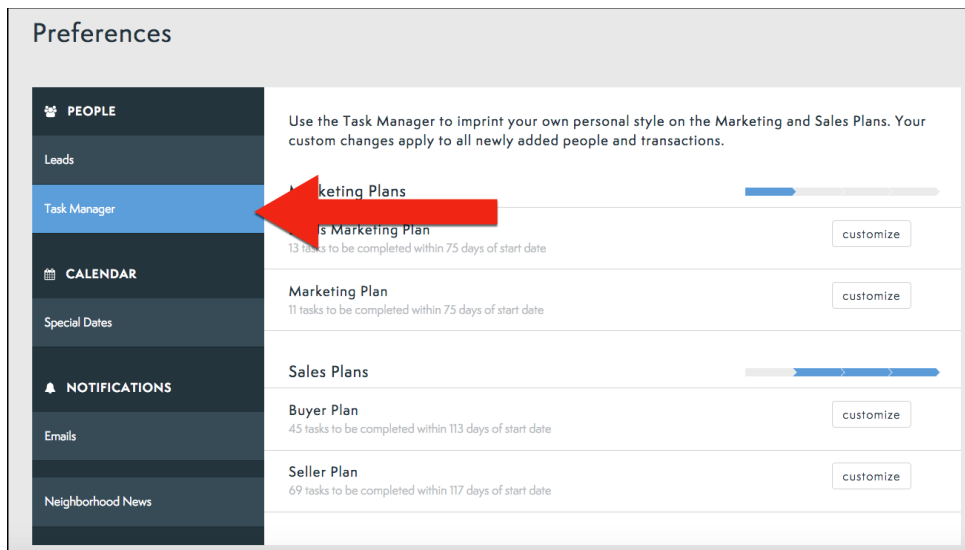 Preferences
PEOPLE
Leads
Task Manager
CALENDAR
Special Dates
NOTIFICATIONS
Emails
Neighborhood News
Use the Task Manager to imprint your own personal style on the Marketing and Sales Plans. Your
custom changes apply to all newly added people and transactions.
Plans
Marketing Plan
customize
13 tasks to be completed within 75 days of start date
Marketing Plan
customize
11 tasks to be completed within 75 days of start date
Sales Plans
Buyer Plan
customize
45 tasks to be completed within 113 days of start date
Seller Plan
customize
69 tasks to be completed within 117 days of start date